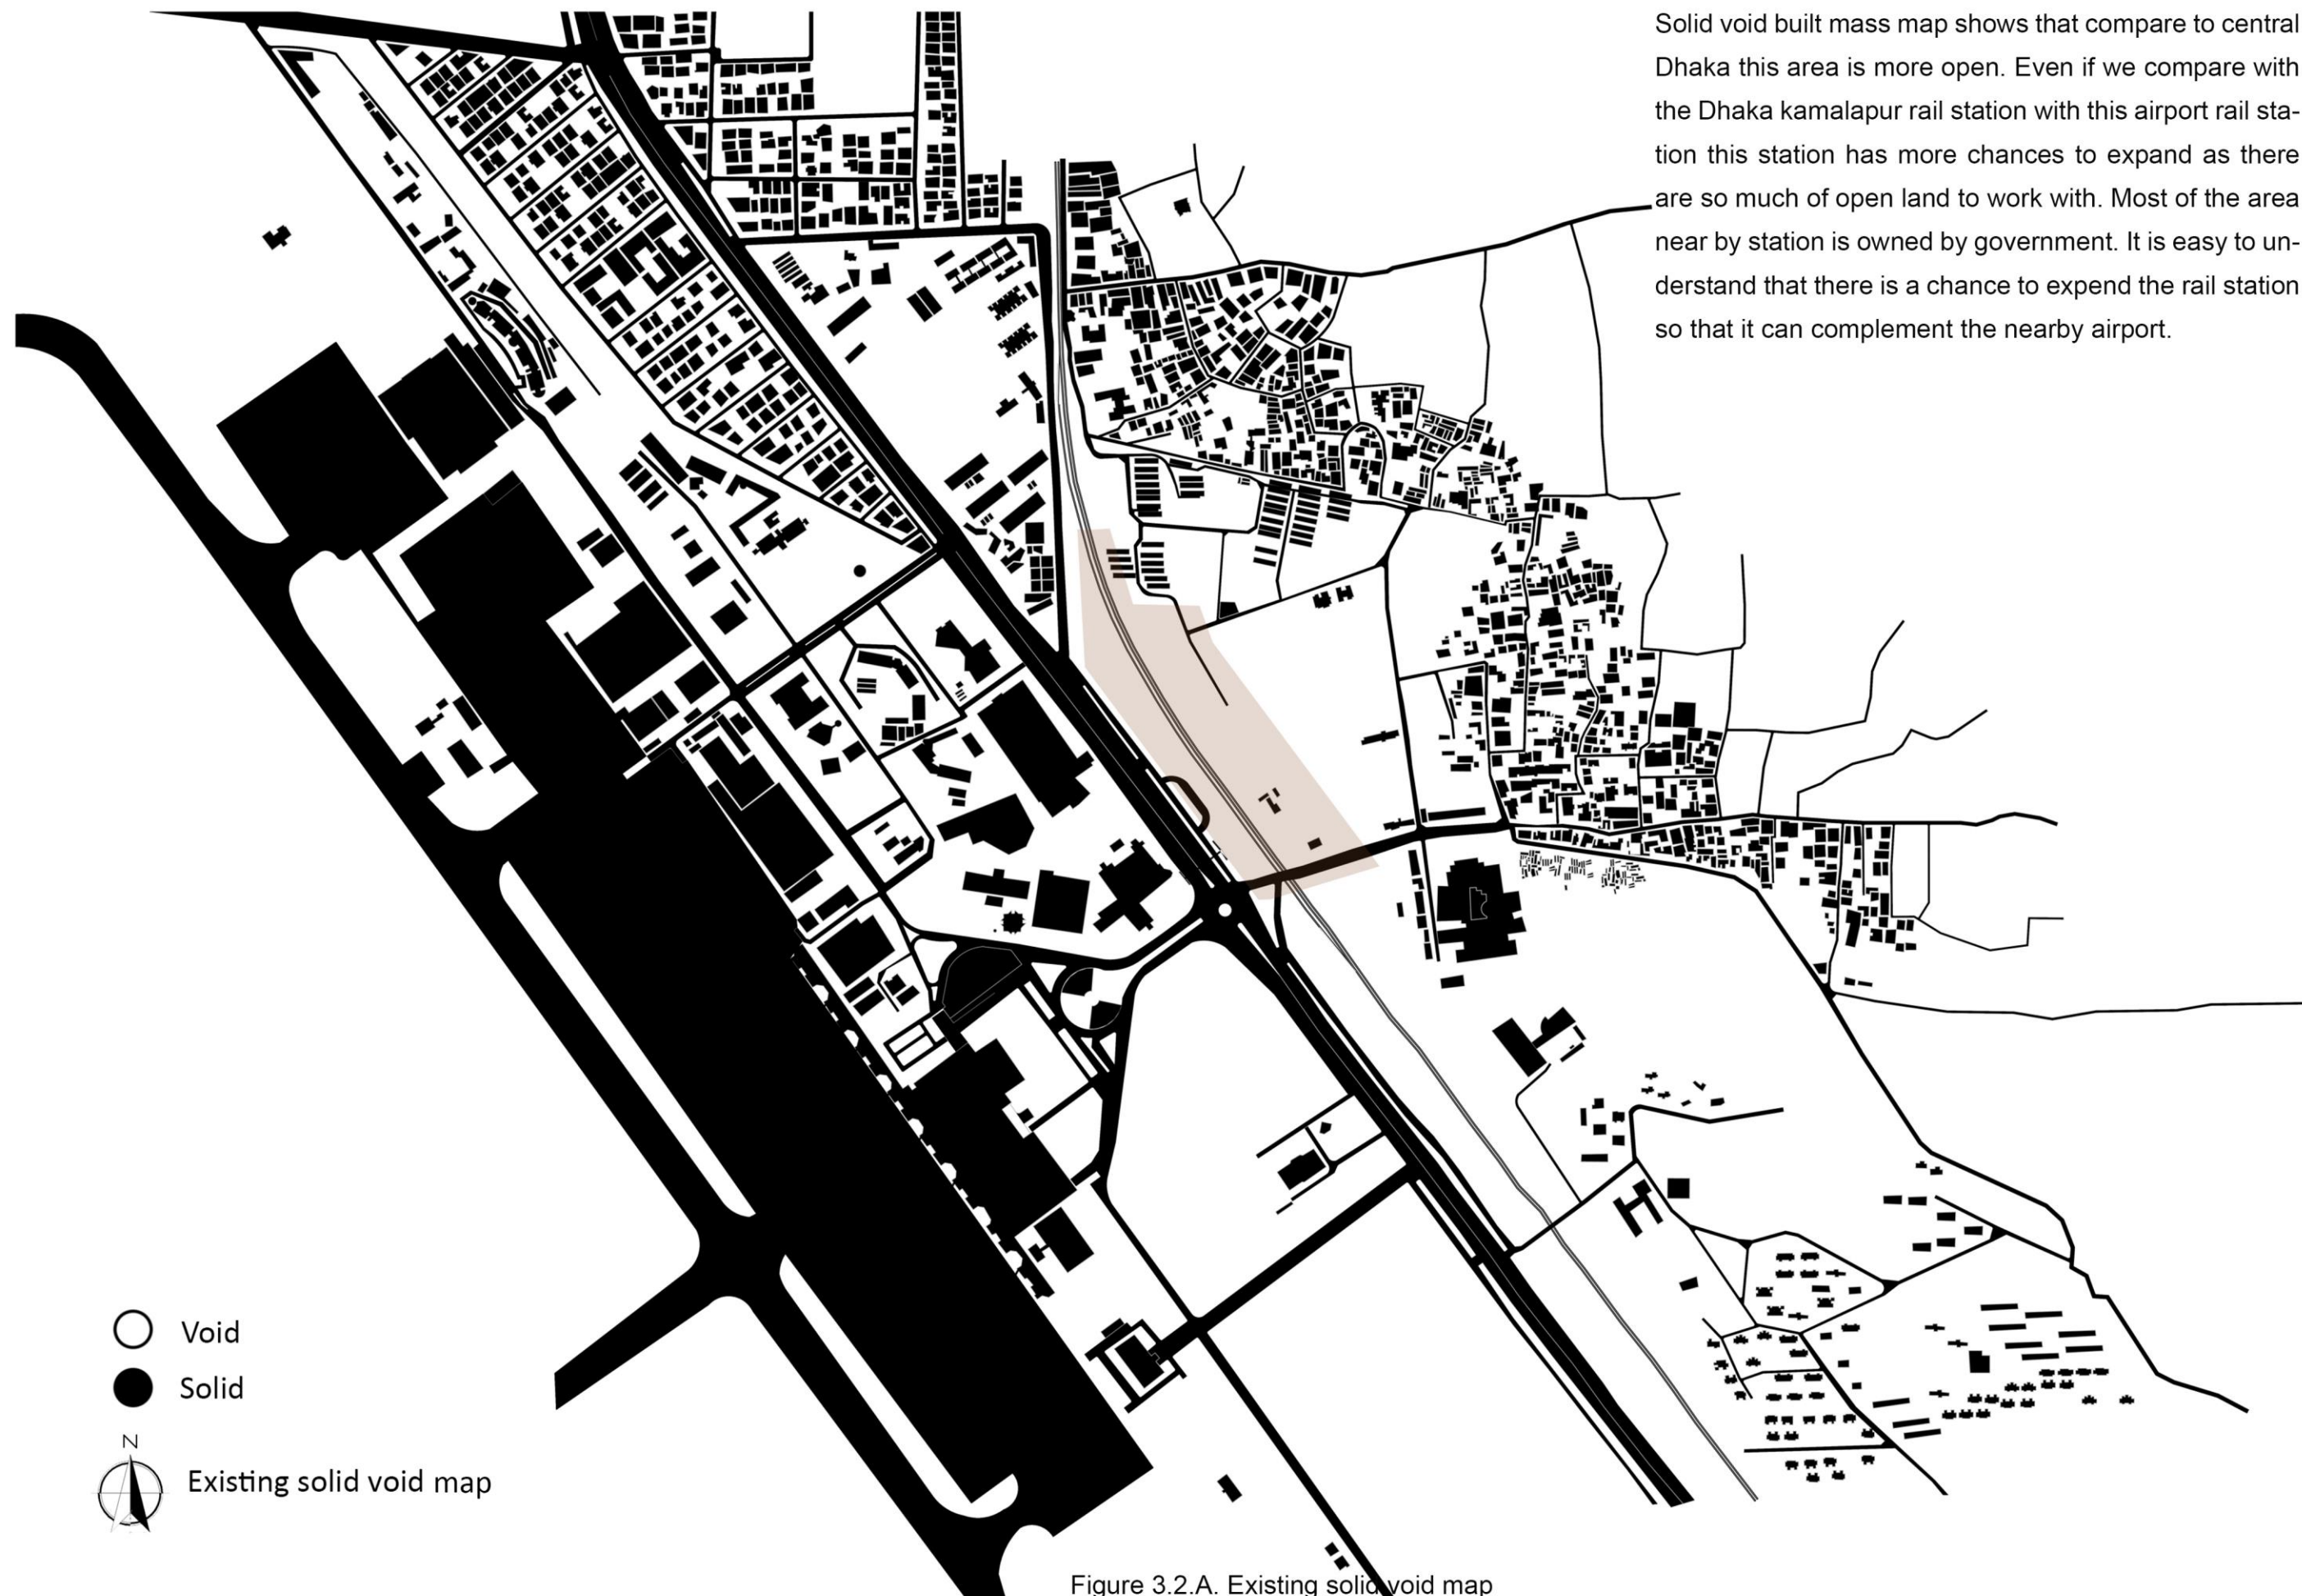 Solid void built mass map shows that compare to central
Dhaka this area is more open. Even if we compare with
the Dhaka kamalapur rail station with this airport rail sta-
tion this station has more chances to expand as there
are so much of open land to work with. Most of the area
near by station is owned by government. It is easy to un-
derstand that there is a chance to expend the rail station
so that it can complement the nearby airport.
Void
Solid
N
Existing solid void map
Figure 3.2.A. Existing solid void map